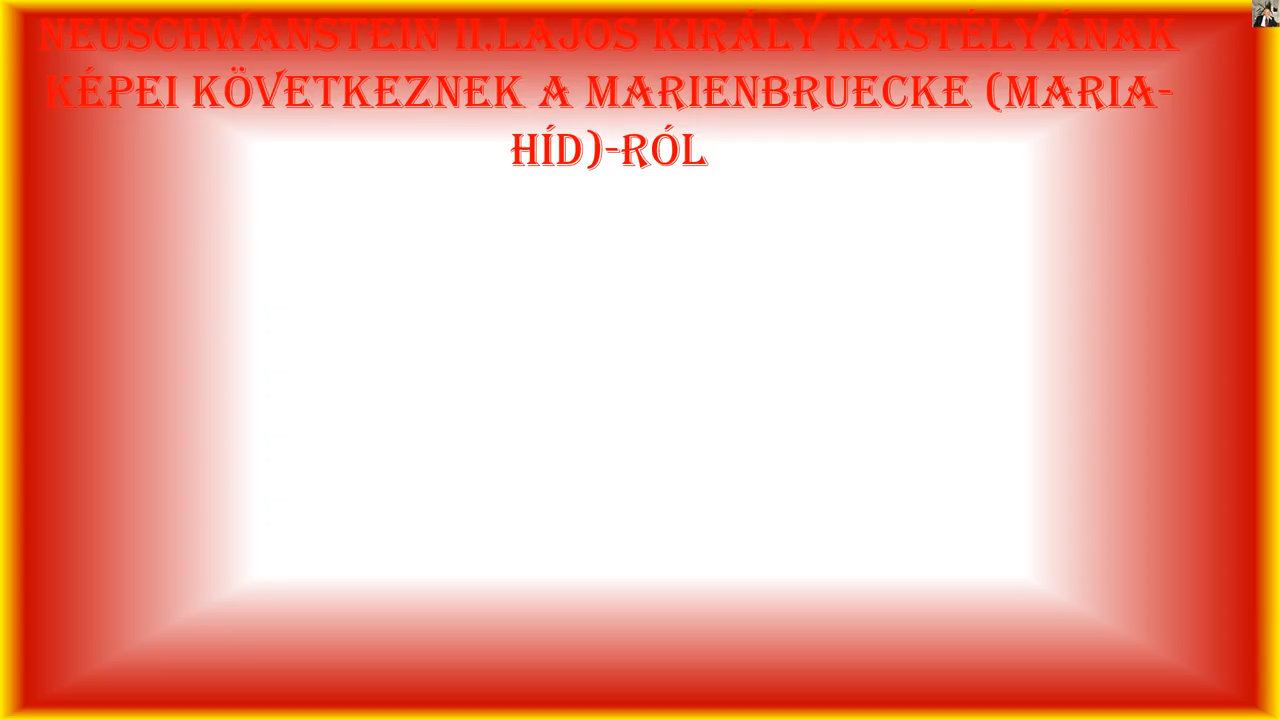 NEUSCHWANSTEIN II.LAJOS KIRÁLY KASTÉLYÁNAK
KÉPEI KÖVETKEZNEK A MARIENBRUECKE (MARIA-
HÍD)-RÓL